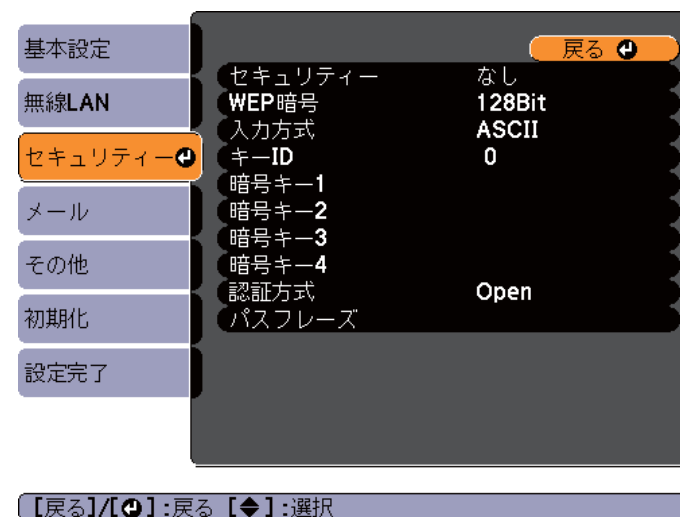 基本設定
無線LAN
セキュリティー
メール
その他
初期化
設定完了
戻る
セキュリティー なし
WEP暗号 128Bit
入力方式 ASCII
キーID 0
暗号キー1
暗号キー2
暗号キー3
暗号キー4
認証方式 Open
パスフレーズ
[戻る]/[⏎]:戻る [◆]:選択